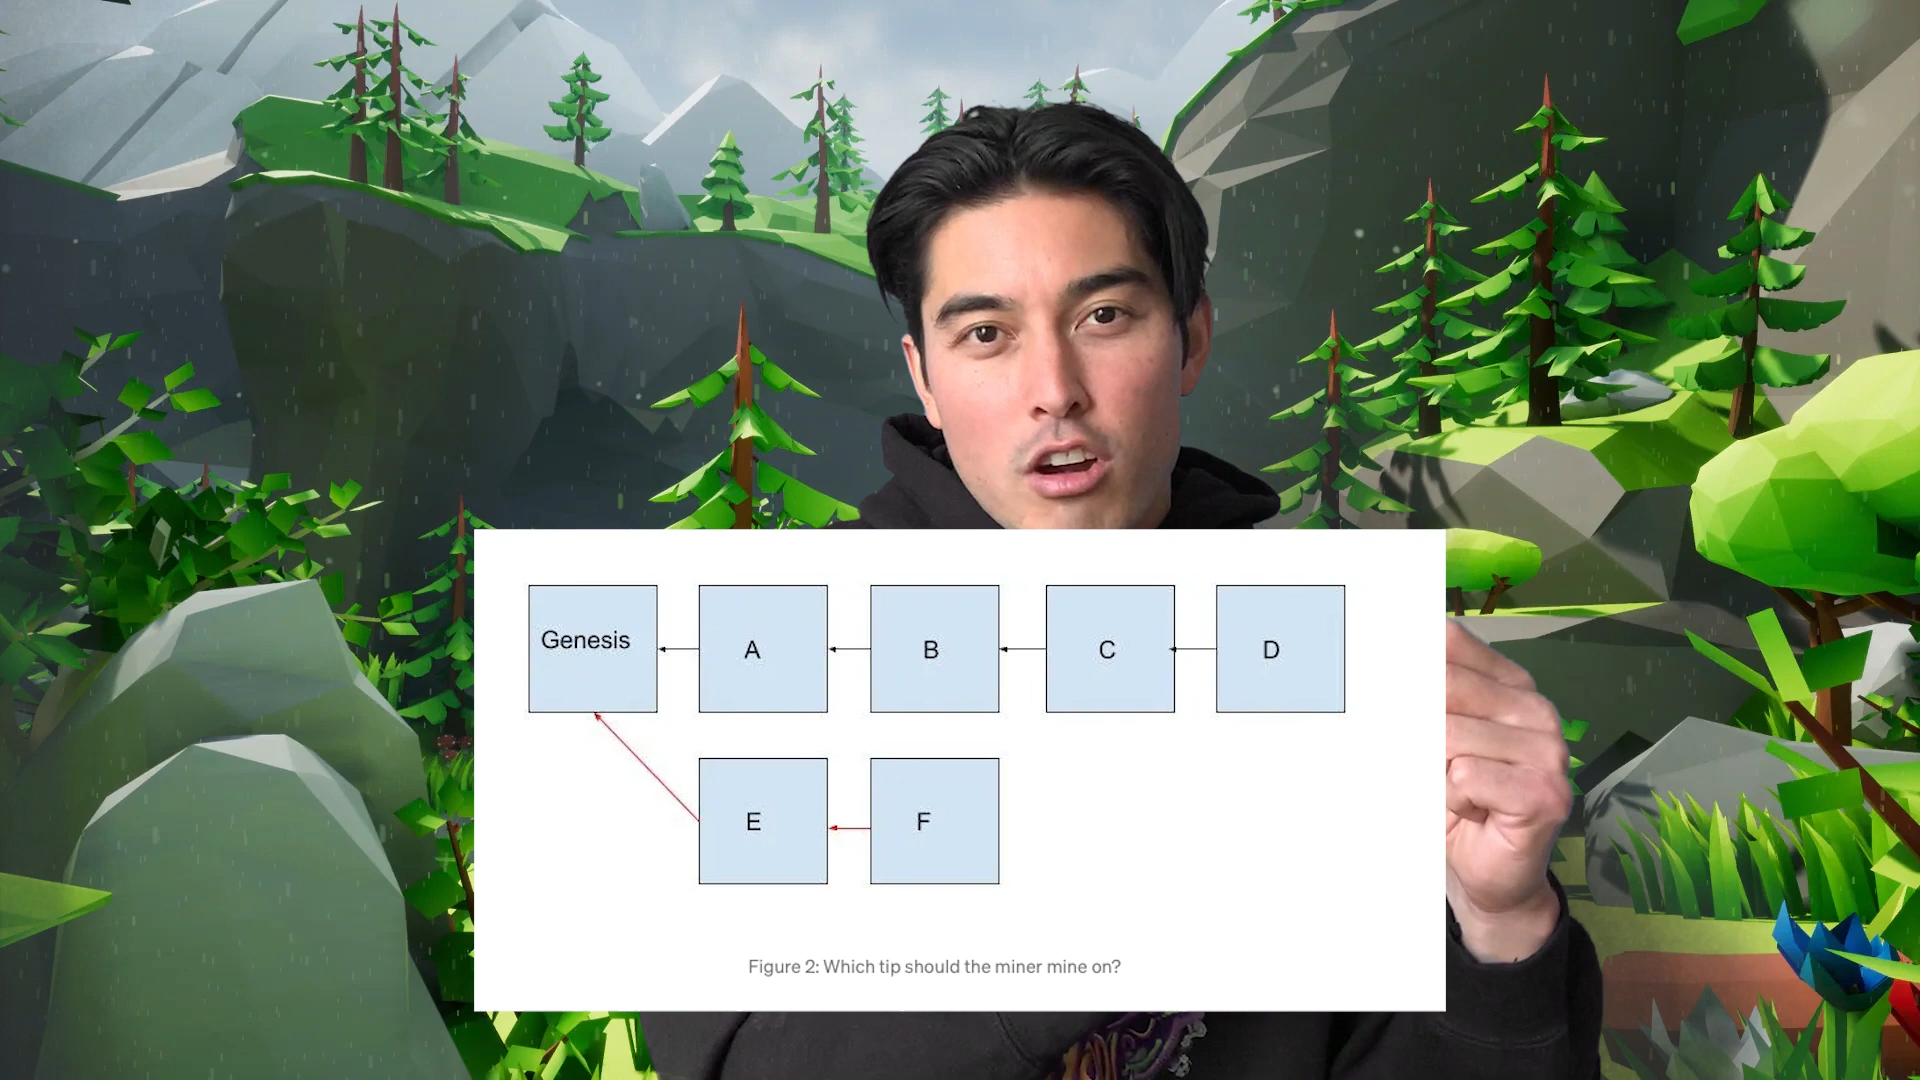 Genesis
A
B
C
D
E
F
Figure 2: Which tip should the miner mine on?